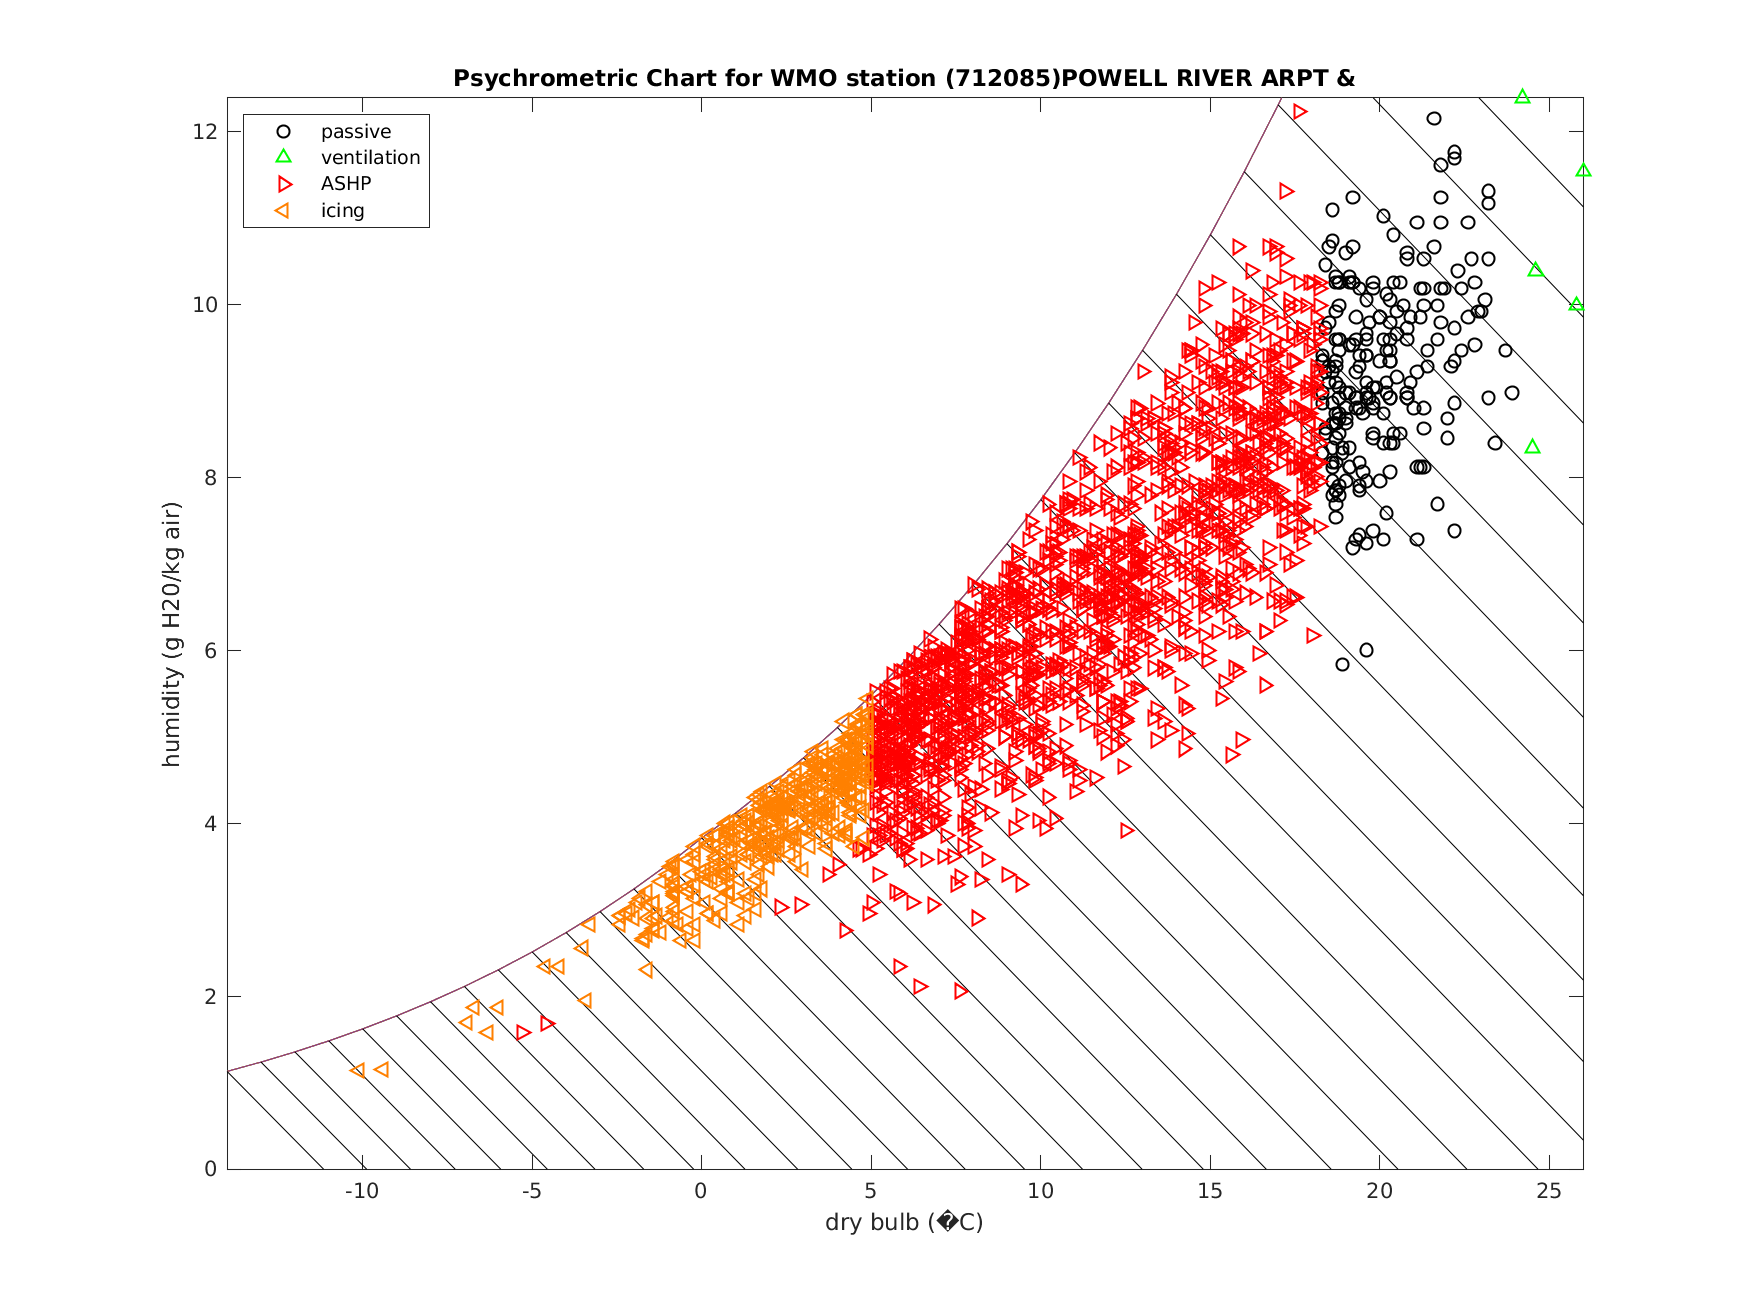 Psychrometric Chart for WMO station (712085)POWELL RIVER ARPT &
passive
ventilation
ASHP
icing
12
10
8
6
4
2
0
humidity (g H20/kg air)
-10 -5 0 5 10 15 20 25
dry bulb (�C)